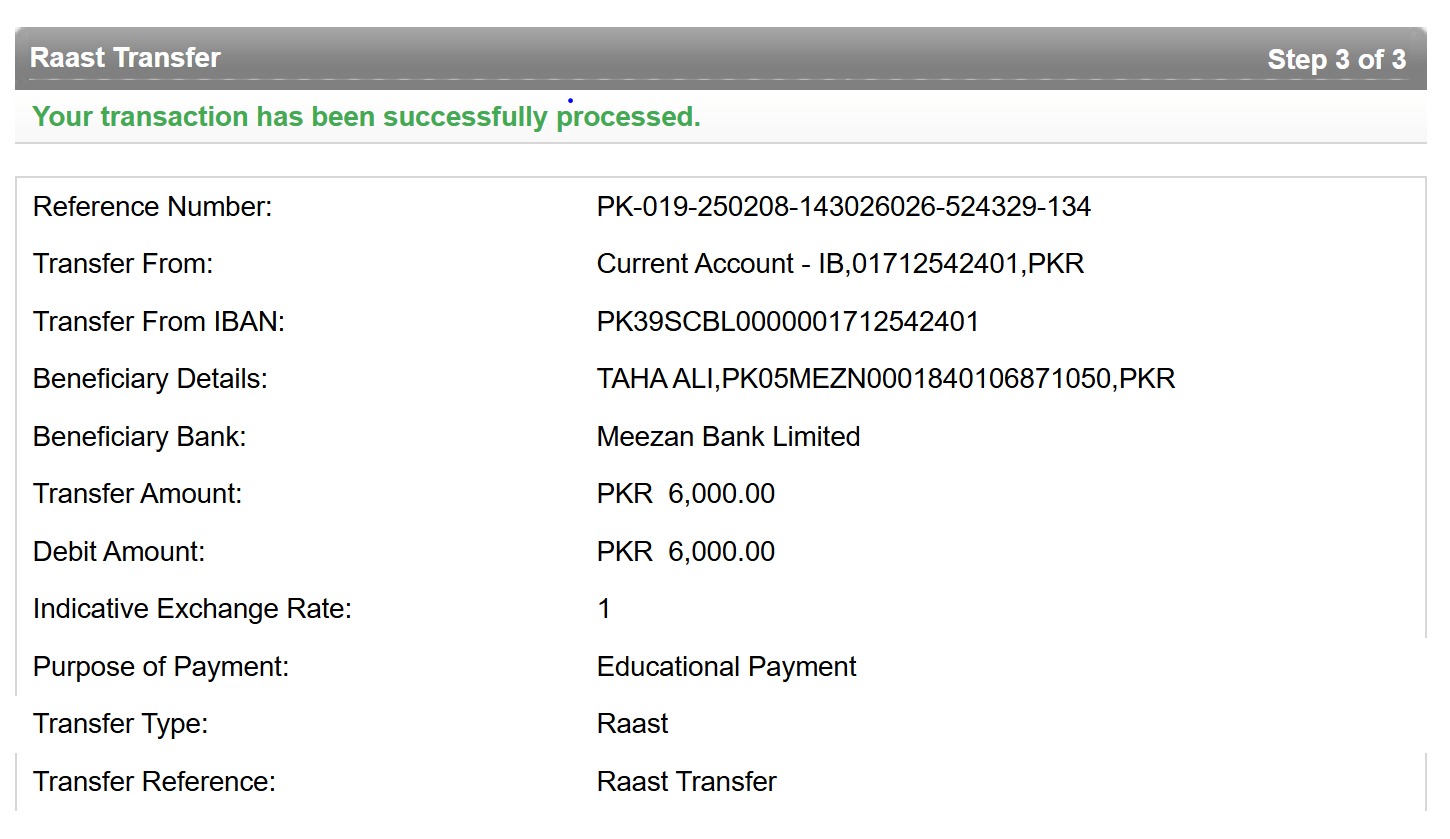 Raast Transfer Step 3 of 3
Your transaction has been successfully processed.
Reference Number: PK-019-250208-143026026-524329-134
Transfer From: Current Account - IB,01712542401,PKR
Transfer From IBAN: PK39SCBL0000001712542401
Beneficiary Details: TAHA ALI,PK05MEZN0001840106871050,PKR
Beneficiary Bank: Meezan Bank Limited
Transfer Amount: PKR 6,000.00
Debit Amount: PKR 6,000.00
Indicative Exchange Rate: 1
Purpose of Payment: Educational Payment
Transfer Type: Raast
Transfer Reference: Raast Transfer